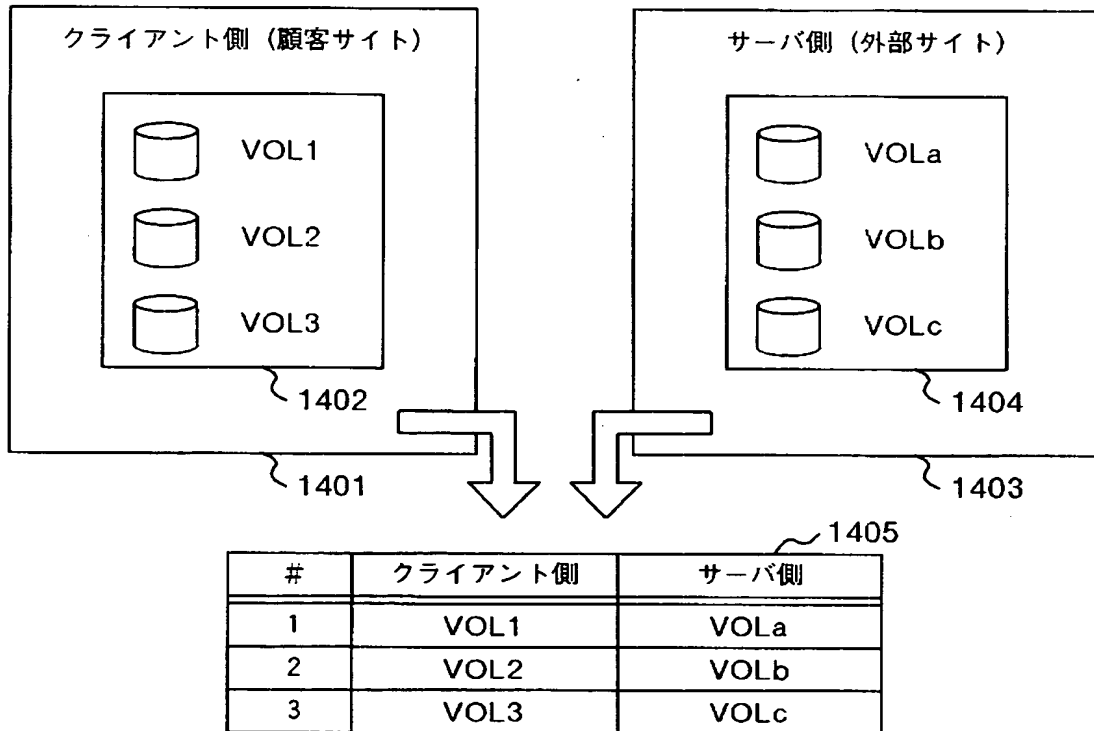 クライアント側（顧客サイト）
VOL1
VOL2
VOL3
1402
1401
サーバ側（外部サイト）
VOLa
VOLb
VOLc
1404
1403
1405
# クライアント側 サーバ側
1 VOL1 VOLa
2 VOL2 VOLb
3 VOL3 VOLc